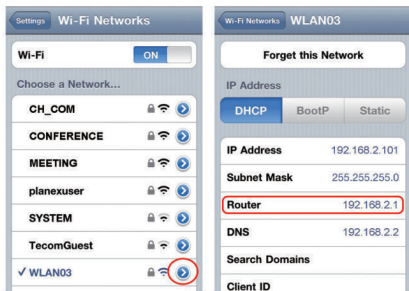 Settings Wi-Fi Networks
Wi-Fi ON
Choose a Network...
CH_COM
CONFERENCE
MEETING
planexuser
SYSTEM
TecomGuest
WLAN03
Wi-Fi Networks WLAN03
Forget this Network
IP Address
DHCP BootP Static
IP Address 192.168.2.101
Subnet Mask 255.255.255.0
Router 192.168.2.1
DNS 192.168.2.2
Search Domains
Client ID